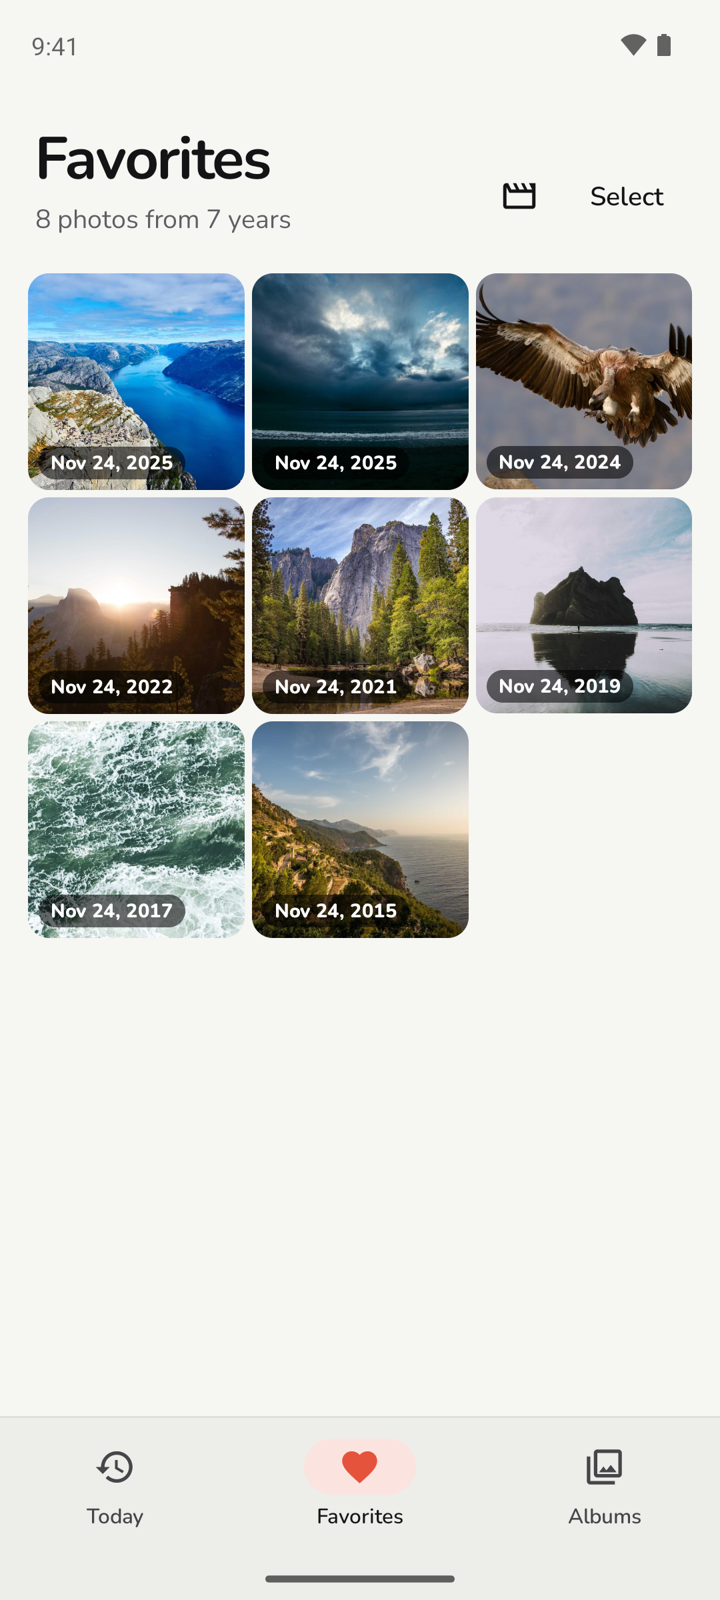 9:41
Favorites
8 photos from 7 years
Select
Nov 24, 2025
Nov 24, 2025
Nov 24, 2024
Nov 24, 2022
Nov 24, 2021
Nov 24, 2019
Nov 24, 2017
Nov 24, 2015
Today
Favorites
Albums